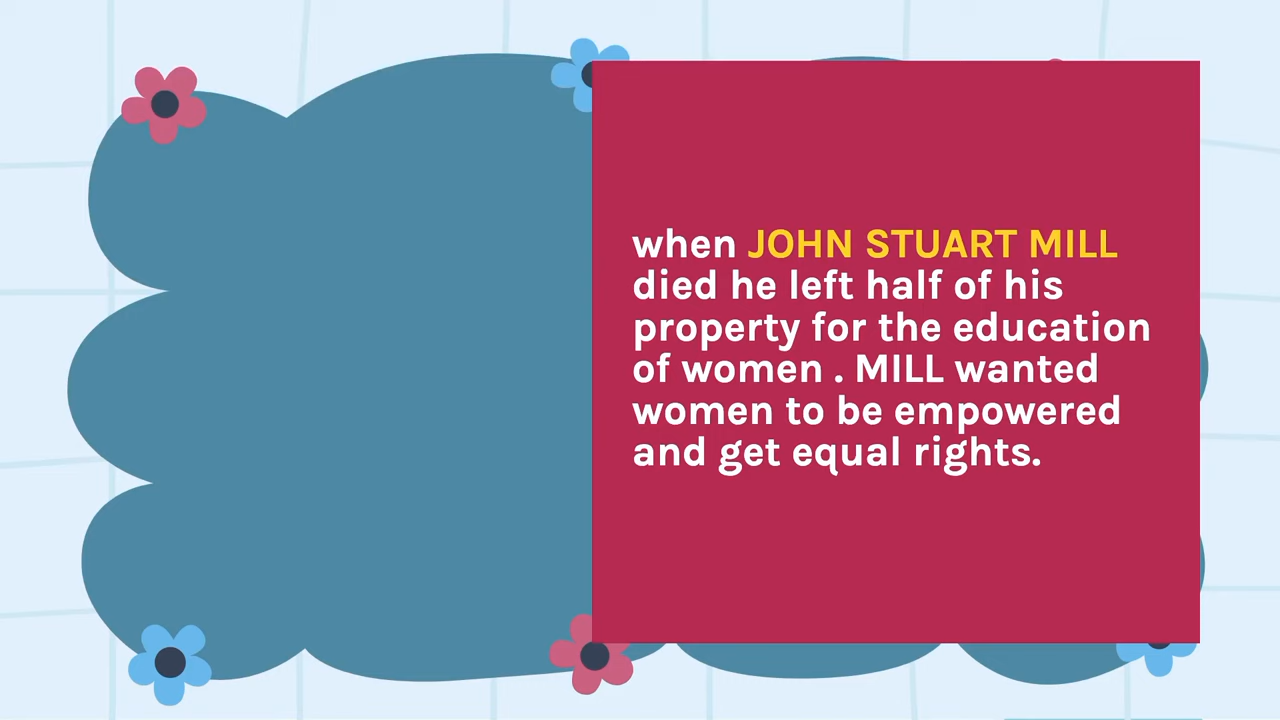 when JOHN STUART MILL
died he left half of his
property for the education
of women . MILL wanted
women to be empowered
and get equal rights.